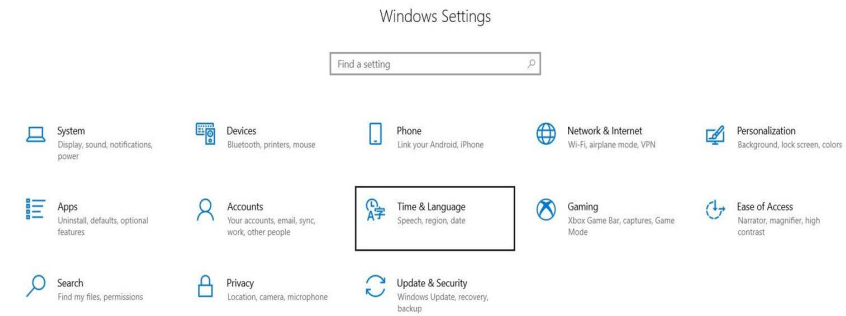 Windows Settings
Find a setting
System
Display, sound, notifications,
power
Devices
Bluetooth, printers, mouse
Phone
Link your Android, iPhone
Network & Internet
Wi-Fi, airplane mode, VPN
Personalization
Background, lock screen, colors
Apps
Uninstall, defaults, optional
features
Accounts
Your accounts, email, sync,
work, other people
Time & Language
Speech, region, date
Gaming
Xbox Game Bar, captures, Game
Mode
Ease of Access
Narrator, magnifier, high
contrast
Search
Find my files, permissions
Privacy
Location, camera, microphone
Update & Security
Windows Update, recovery,
backup